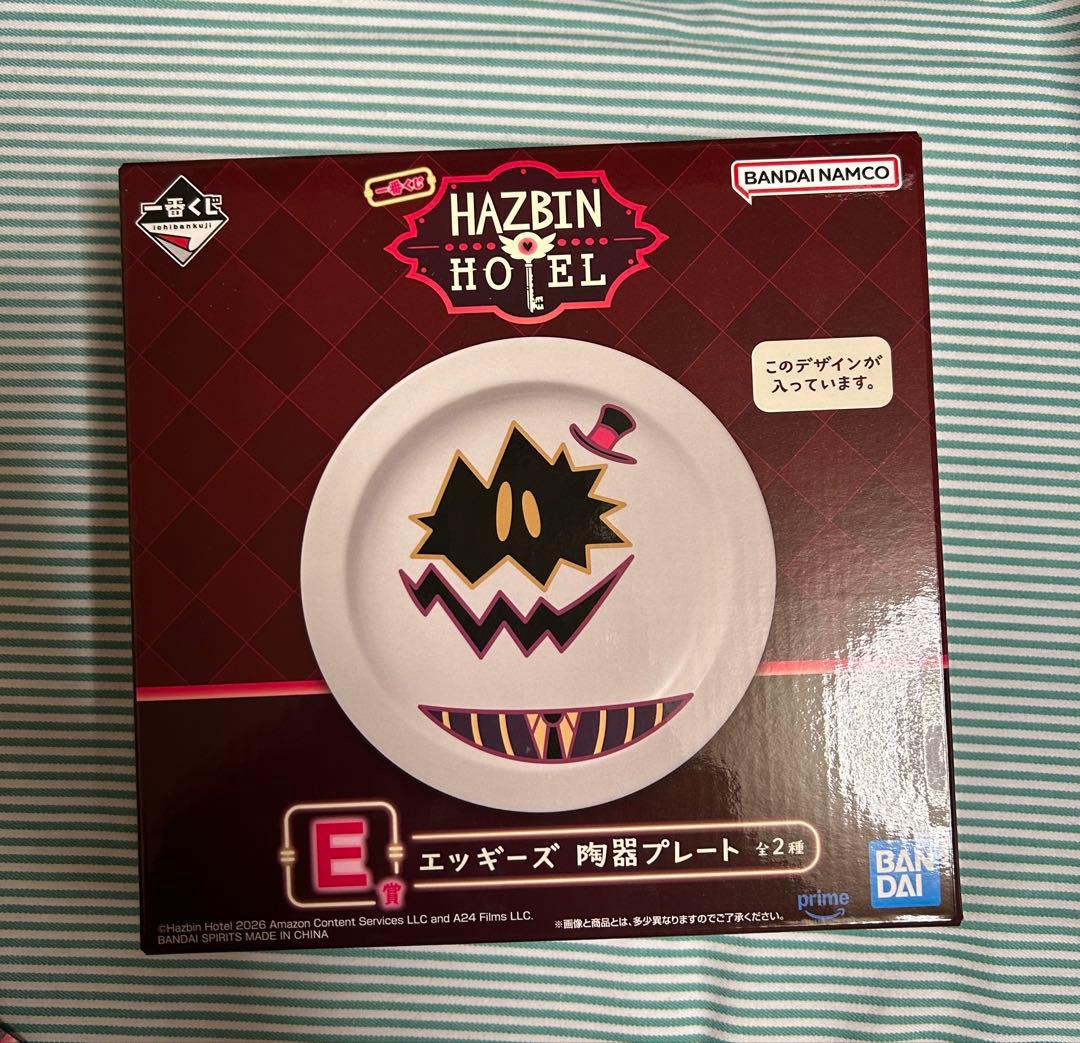 一番くじ
ichibankuji
一番くじ
HAZBIN
HOTEL
BANDAI NAMCO
このデザインが
入っています。
E賞
エッギーズ 陶器プレート 全2種
BAN
DAI
prime
©Hazbin Hotel 2026 Amazon Content Services LLC and A24 Films LLC.
BANDAI SPIRITS MADE IN CHINA
※画像と商品とは、多少異なりますのでご了承ください。